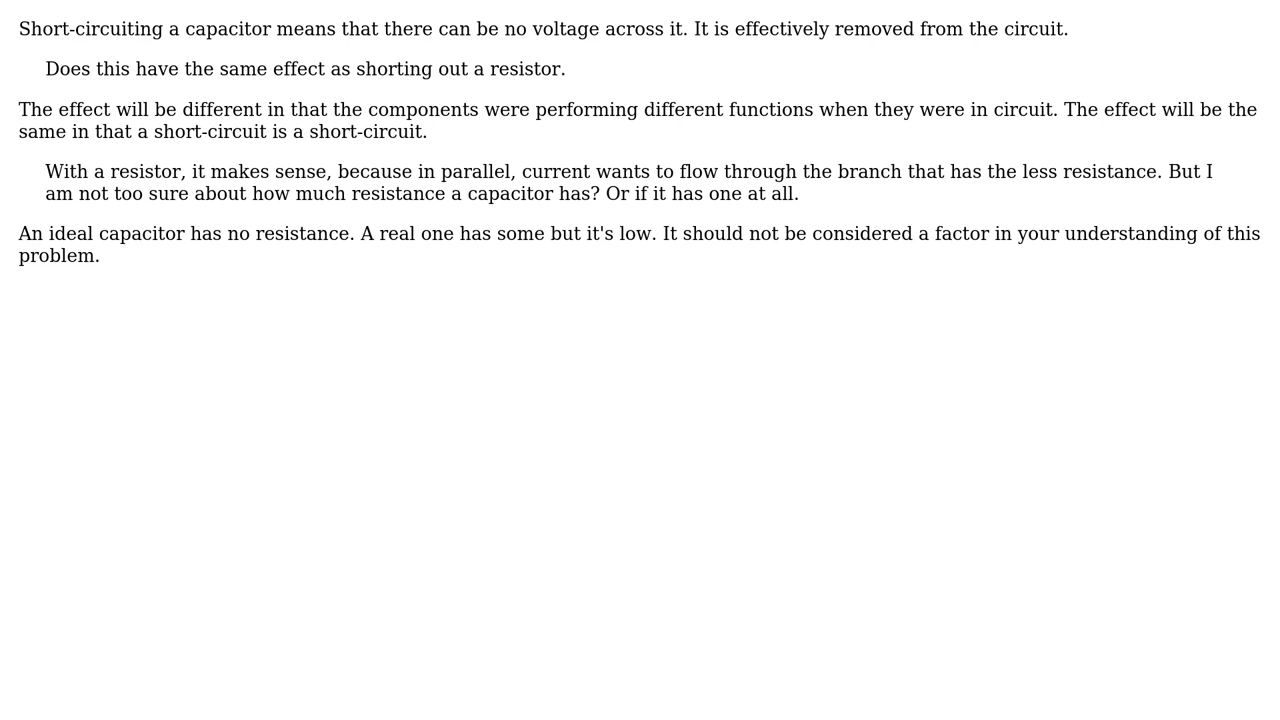 Short-circuiting a capacitor means that there can be no voltage across it. It is effectively removed from the circuit.
Does this have the same effect as shorting out a resistor.
The effect will be different in that the components were performing different functions when they were in circuit. The effect will be the
same in that a short-circuit is a short-circuit.
With a resistor, it makes sense, because in parallel, current wants to flow through the branch that has the less resistance. But I
am not too sure about how much resistance a capacitor has? Or if it has one at all.
An ideal capacitor has no resistance. A real one has some but it's low. It should not be considered a factor in your understanding of this
problem.